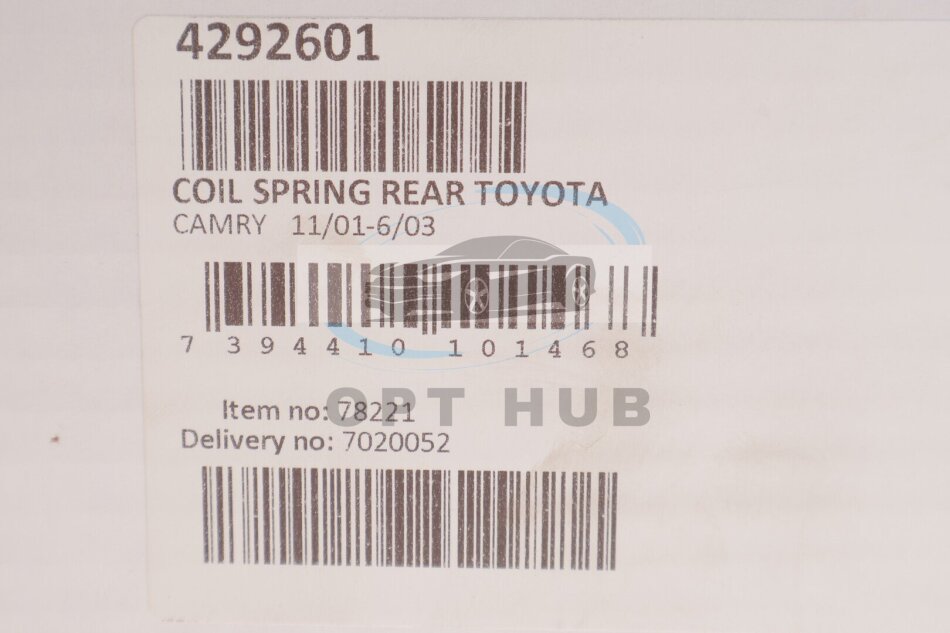 4292601
COIL SPRING REAR TOYOTA
CAMRY 11/01-6/03
7 394410 101468
OPT HUB
Item no: 78221
Delivery no: 7020052